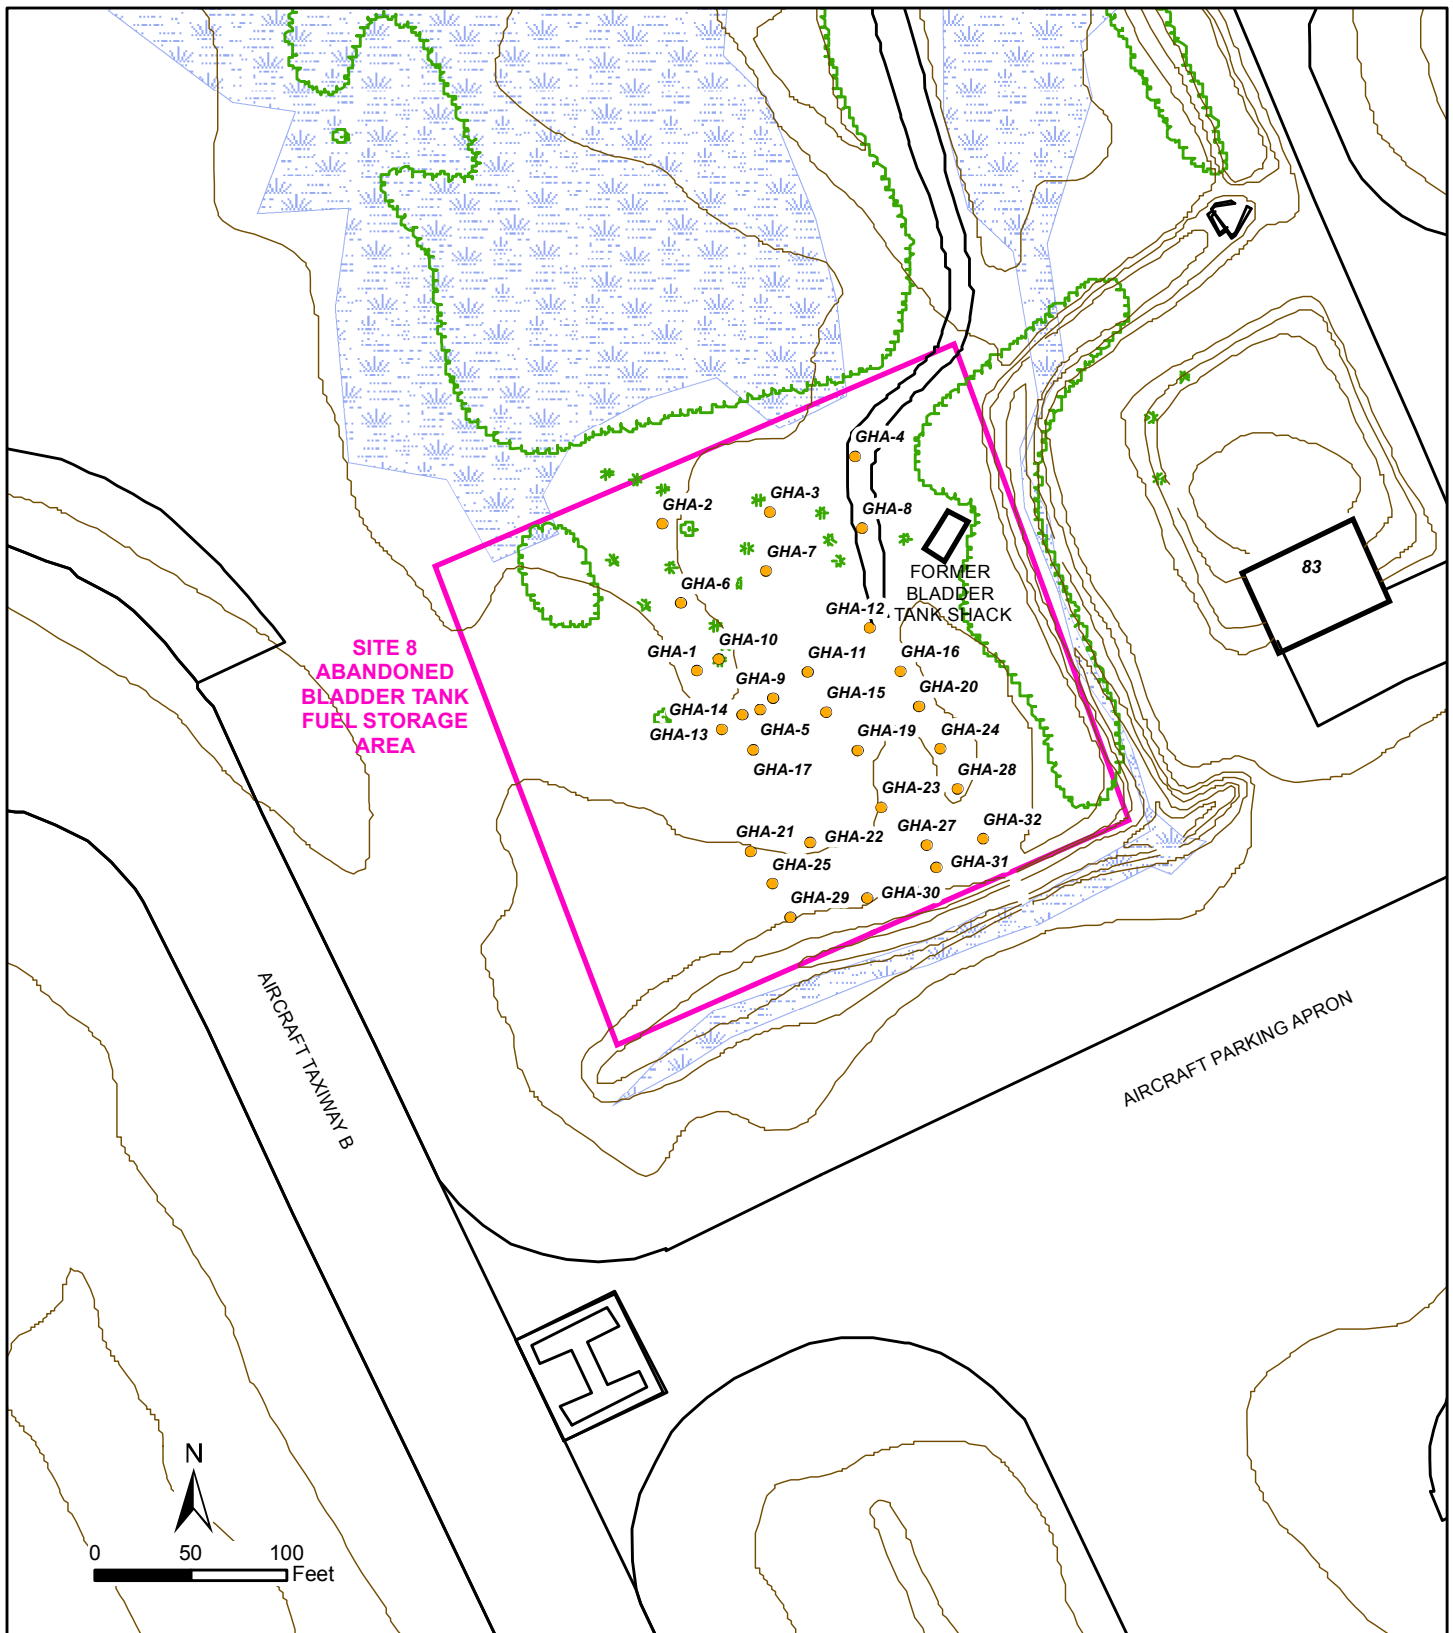 GHA-4
GHA-2
GHA-3
GHA-8
GHA-7
FORMER
BLADDER
TANK SHACK
83
GHA-6
GHA-12
GHA-1
GHA-10
GHA-11
GHA-16
SITE 8
ABANDONED
BLADDER TANK
FUEL STORAGE
AREA
GHA-9
GHA-14
GHA-15
GHA-20
GHA-13
GHA-5
GHA-19
GHA-24
GHA-17
GHA-28
GHA-23
GHA-21
GHA-22
GHA-27
GHA-32
GHA-25
GHA-31
GHA-29
GHA-30
AIRCRAFT TAXIWAY B
AIRCRAFT PARKING APRON
N
0 50 100
Feet